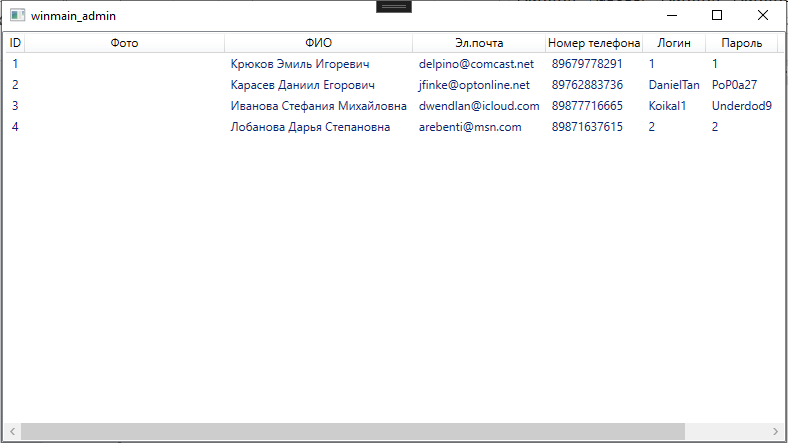 winmain_admin
ID Фото ФИО Эл.почта Номер телефона Логин Пароль
1 Крюков Эмиль Игоревич delpino@comcast.net 89679778291 1 1
2 Карасев Даниил Егорович jfinke@optonline.net 89762883736 DanielTan PoP0a27
3 Иванова Стефания Михайловна dwendlan@icloud.com 89877716665 Koikal1 Underdod9
4 Лобанова Дарья Степановна arebenti@msn.com 89871637615 2 2